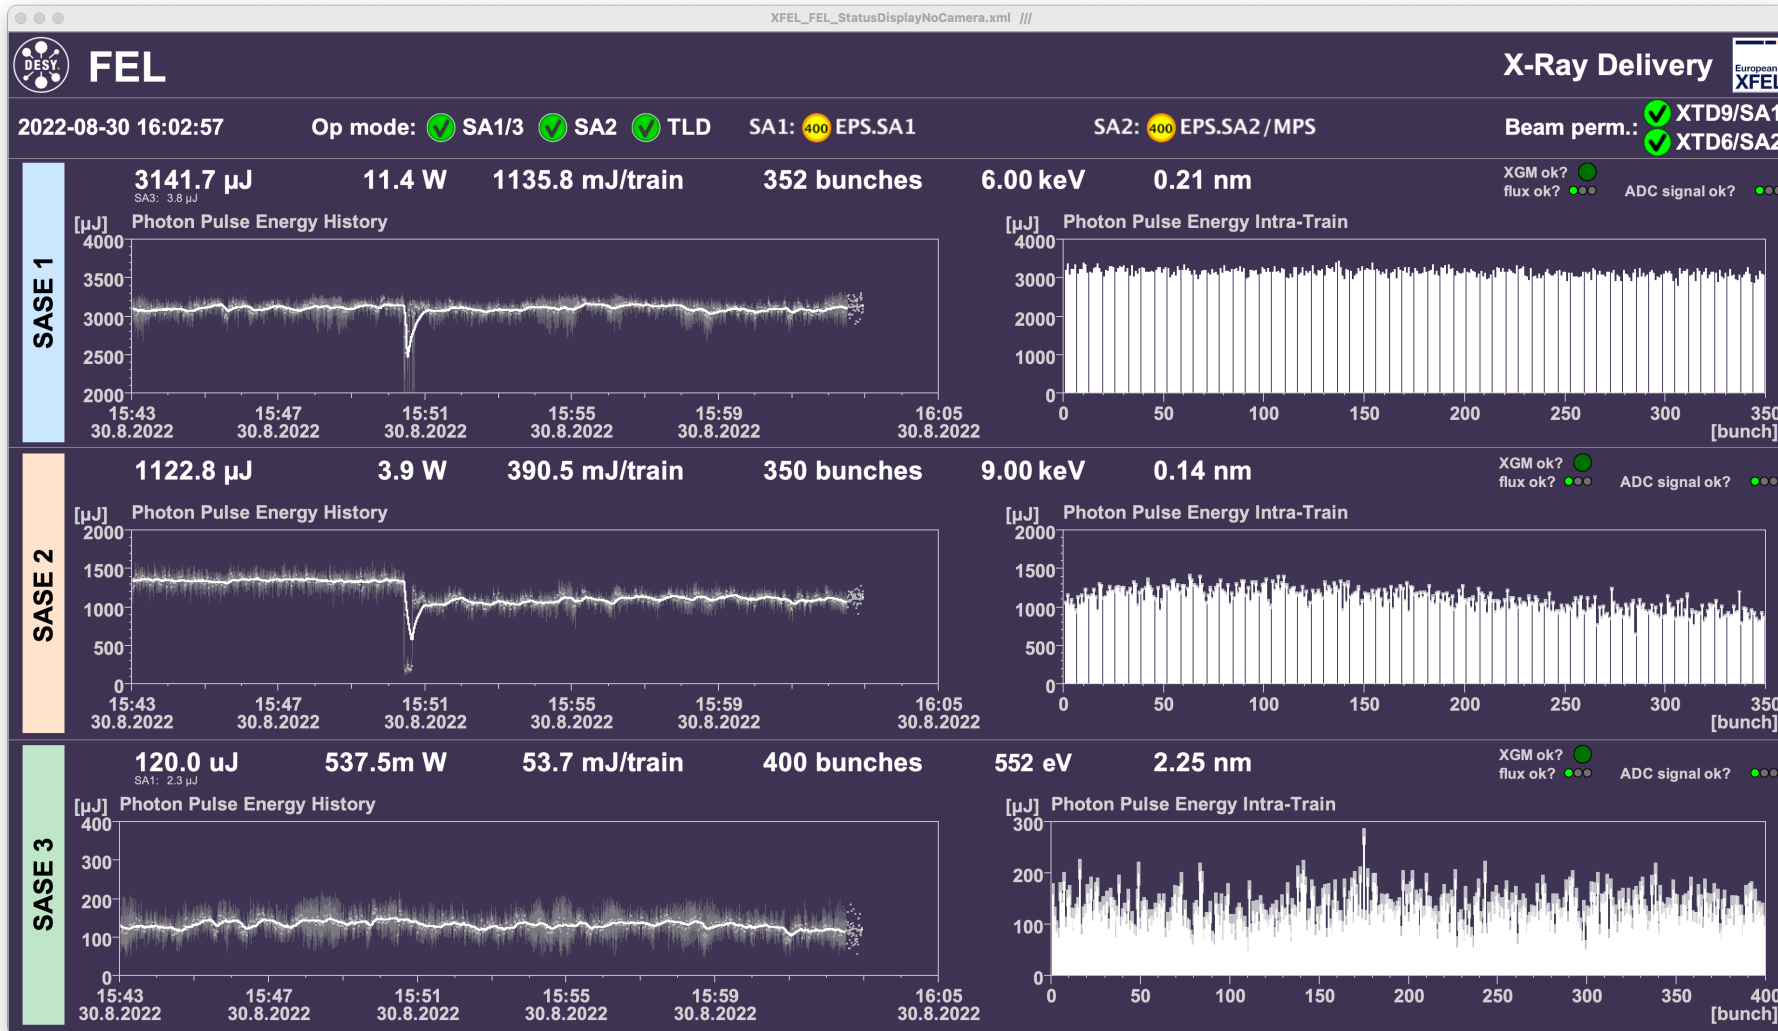 XFEL_FEL_StatusDisplayNoCamera.xml ///
DESY.
FEL
X-Ray Delivery
European
XFEL
2022-08-30 16:02:57
Op mode: SA1/3 SA2 TLD
SA1: 400 EPS.SA1
SA2: 400 EPS.SA2/MPS
Beam perm.:
XTD9/SA1
XTD6/SA2
SASE 1
3141.7 µJ 11.4 W 1135.8 mJ/train 352 bunches 6.00 keV 0.21 nm
SA3: 3.8 µJ
XGM ok?
flux ok? ADC signal ok?
[µJ] Photon Pulse Energy History
4000
3500
3000
2500
2000
15:43 15:47 15:51 15:55 15:59 16:05
30.8.2022 30.8.2022 30.8.2022 30.8.2022 30.8.2022 30.8.2022
[µJ] Photon Pulse Energy Intra-Train
4000
3000
2000
1000
0
0 50 100 150 200 250 300 350
[bunch]
SASE 2
1122.8 µJ 3.9 W 390.5 mJ/train 350 bunches 9.00 keV 0.14 nm
XGM ok?
flux ok? ADC signal ok?
[µJ] Photon Pulse Energy History
2000
1500
1000
500
0
15:43 15:47 15:51 15:55 15:59 16:05
30.8.2022 30.8.2022 30.8.2022 30.8.2022 30.8.2022 30.8.2022
[µJ] Photon Pulse Energy Intra-Train
2000
1500
1000
500
0
0 50 100 150 200 250 300 350
[bunch]
SASE 3
120.0 uJ 537.5m W 53.7 mJ/train 400 bunches 552 eV 2.25 nm
SA1: 2.3 µJ
XGM ok?
flux ok? ADC signal ok?
[µJ] Photon Pulse Energy History
400
300
200
100
0
15:43 15:47 15:51 15:55 15:59 16:05
30.8.2022 30.8.2022 30.8.2022 30.8.2022 30.8.2022 30.8.2022
[µJ] Photon Pulse Energy Intra-Train
300
200
100
0
0 50 100 150 200 250 300 350 400
[bunch]